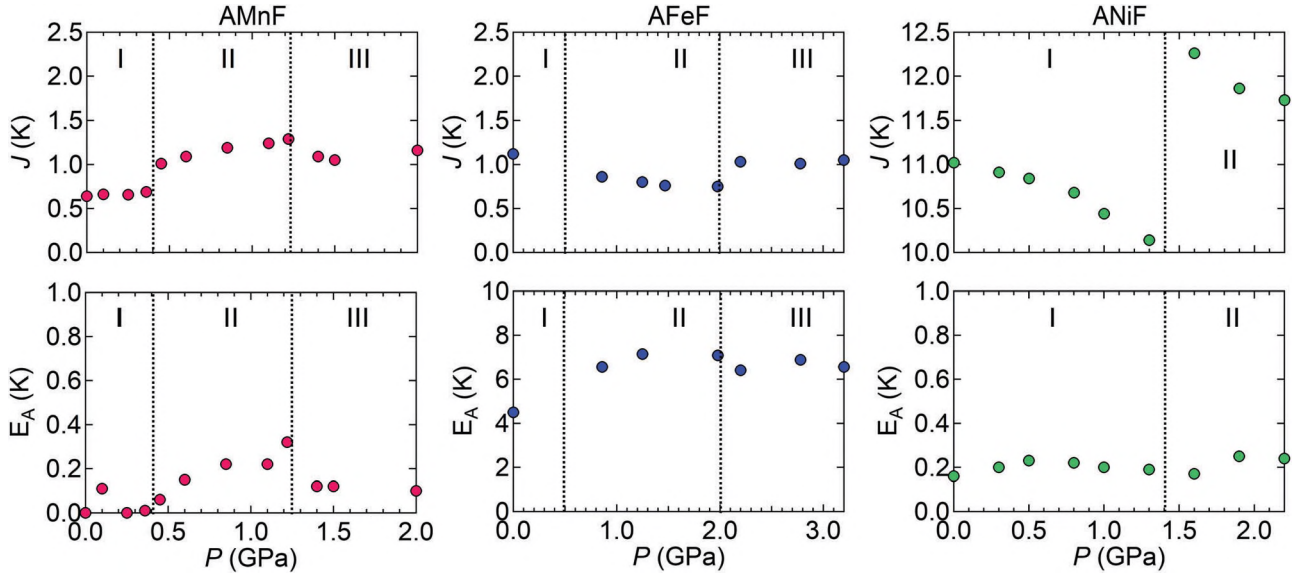 AMnF
AFeF
ANiF
J (K)
2.5
2.0
1.5
1.0
0.5
0.0
I
II
III
J (K)
2.5
2.0
1.5
1.0
0.5
0.0
I
II
III
J (K)
12.5
12.0
11.5
11.0
10.5
10.0
I
II
E_A (K)
1.0
0.8
0.6
0.4
0.2
0.0
I
II
III
0.0 0.5 1.0 1.5 2.0
P (GPa)
E_A (K)
10
8
6
4
2
0
I
II
III
0.0 1.0 2.0 3.0
P (GPa)
E_A (K)
1.0
0.8
0.6
0.4
0.2
0.0
I
II
0.0 0.5 1.0 1.5 2.0
P (GPa)